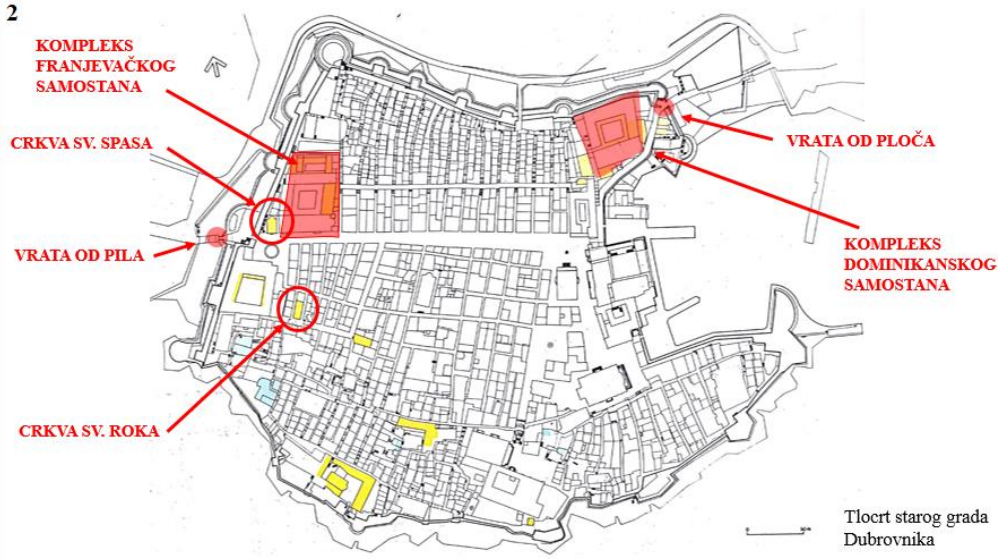 2
KOMPLEKS
FRANJEVAČKOG
SAMOSTANA
CRKVA SV. SPASA
VRATA OD PILA
CRKVA SV. ROKA
VRATA OD PLOČA
KOMPLEKS
DOMINIKANSKOG
SAMOSTANA
Tlocrt starog grada
Dubrovnika